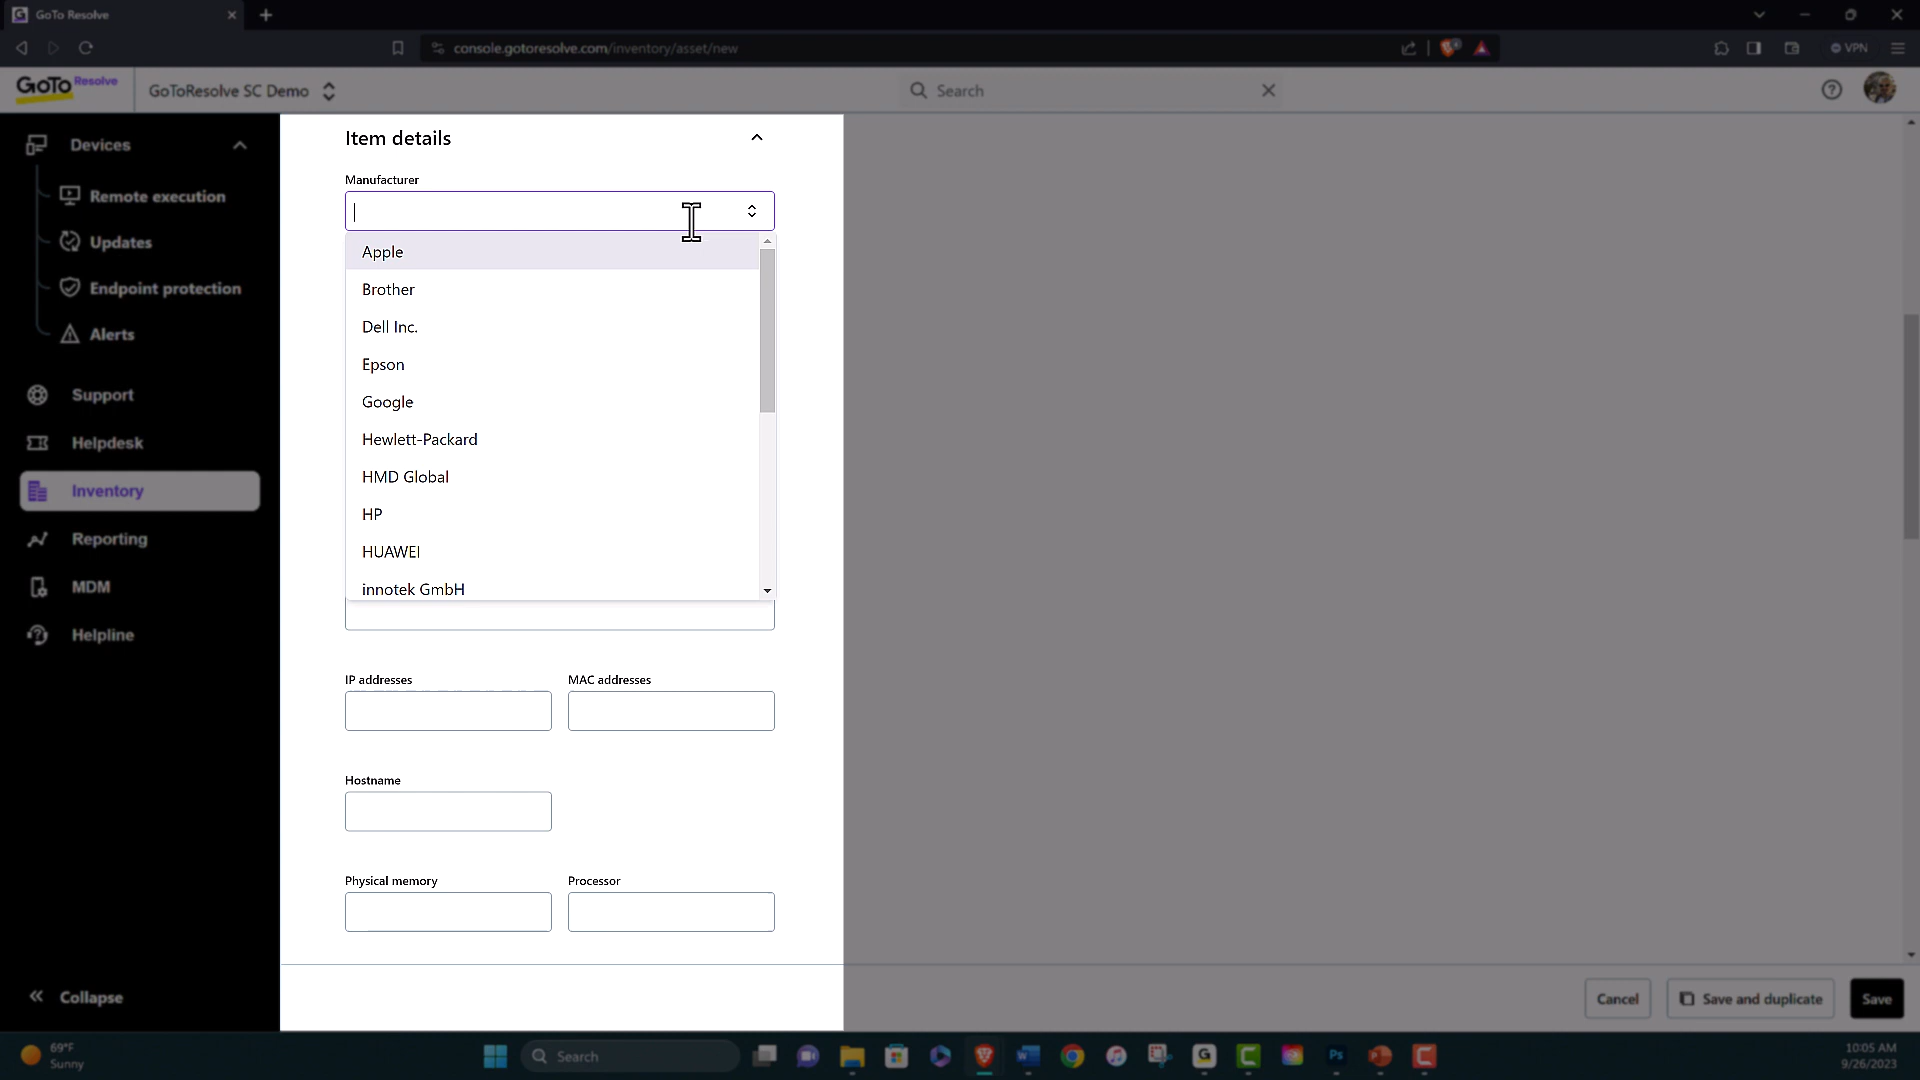 GoTo Resolve
console.gotoresolve.com/inventory/asset/new
VPN
GoTo Resolve
GoToResolve SC Demo
Search
Devices
Remote execution
Updates
Endpoint protection
Alerts
Support
Helpdesk
Inventory
Reporting
MDM
Helpline
Collapse
Item details
Manufacturer
Apple
Brother
Dell Inc.
Epson
Google
Hewlett-Packard
HMD Global
HP
HUAWEI
innotek GmbH
IP addresses MAC addresses
Hostname
Physical memory Processor
Cancel Save and duplicate Save
69°F
Sunny
Search
Ps
10:05 AM
9/26/2023